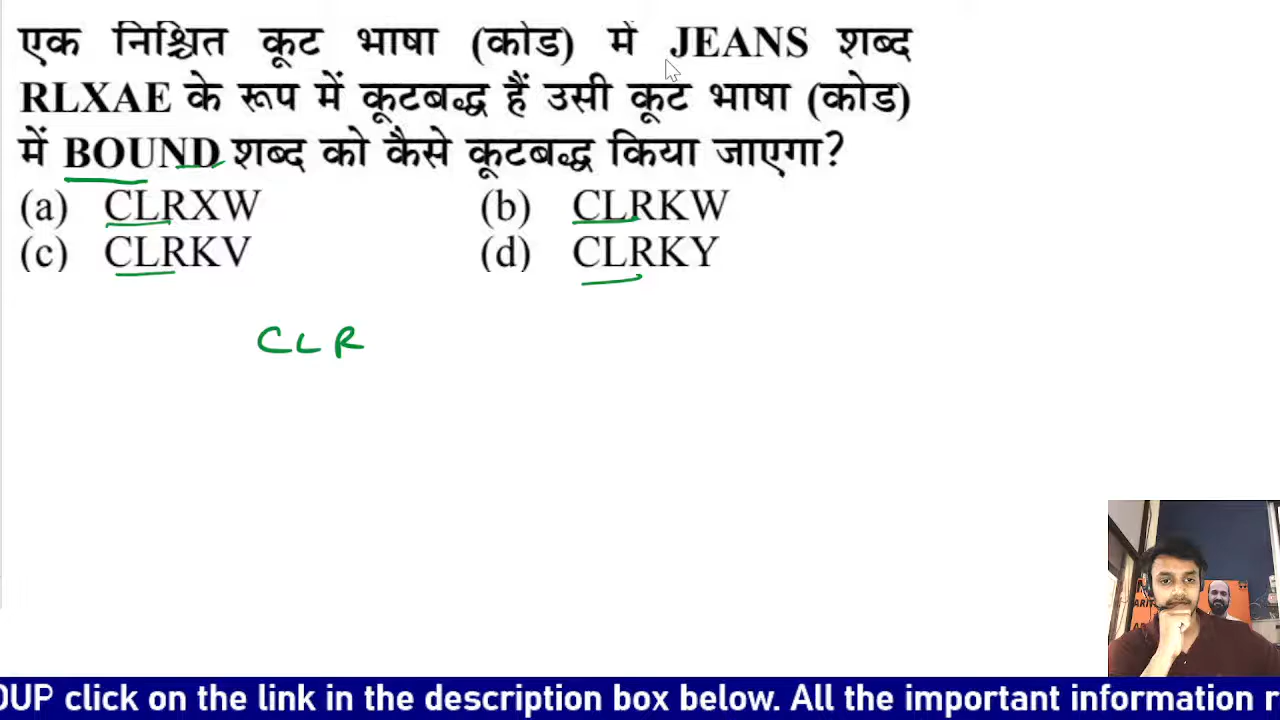 एक निश्चित कूट भाषा (कोड) में JEANS शब्द
RLXAE के रूप में कूटबद्ध हैं उसी कूट भाषा (कोड)
में BOUND शब्द को कैसे कूटबद्ध किया जाएगा?
(a) CLRXW (b) CLRKW
(c) CLRKV (d) CLRKY
CLR
OUP click on the link in the description box below. All the important information r